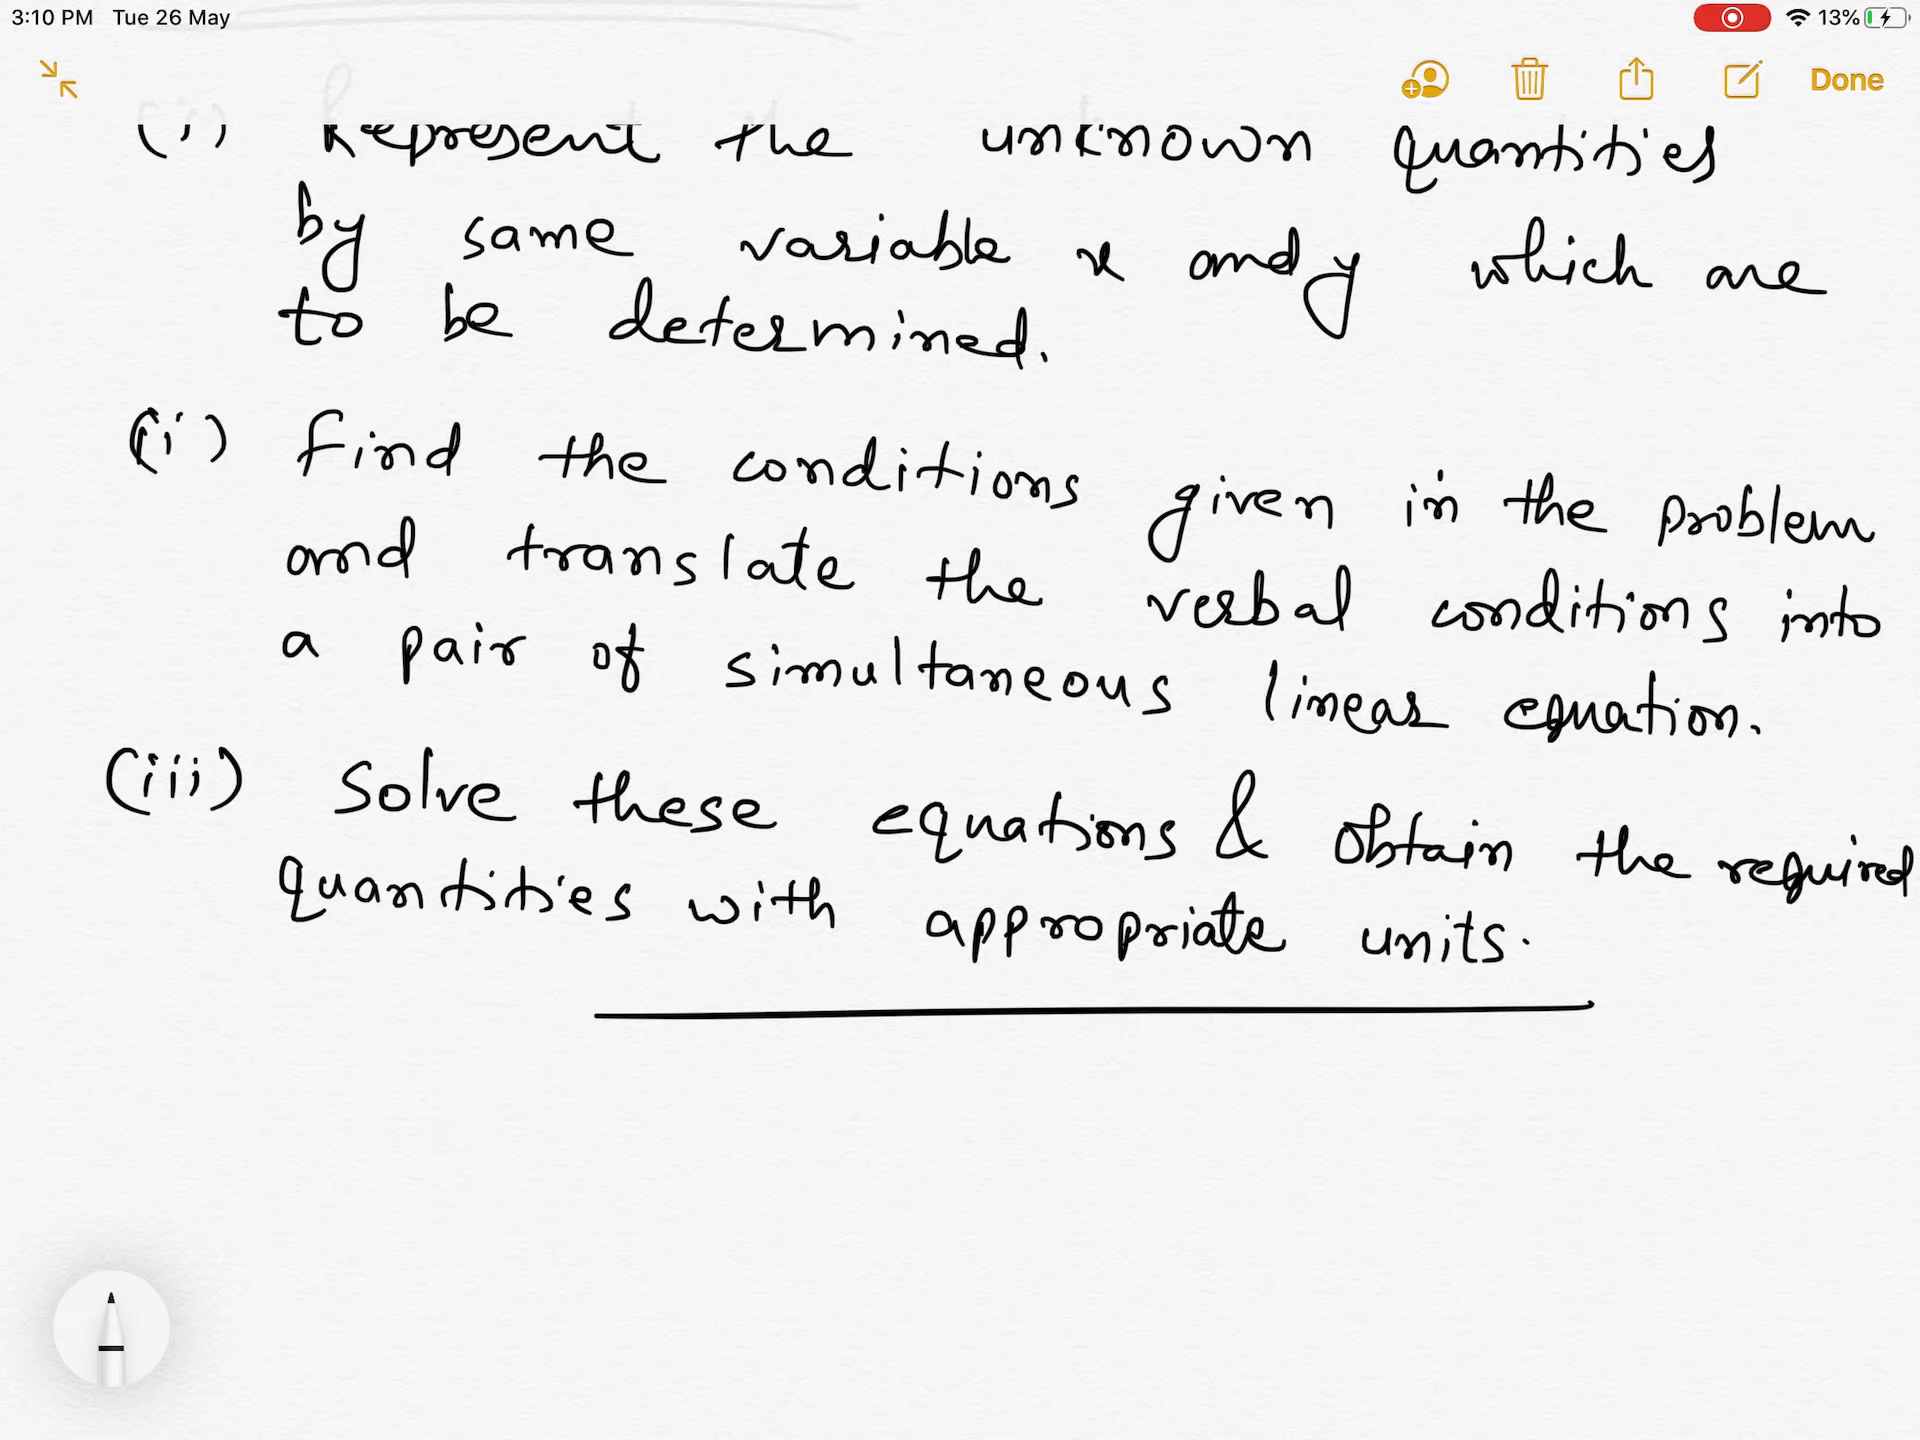 3:10 PM Tue 26 May
13%
Done
(i) Represent the unknown quantities
by same variable x and y which are
to be determined.
(ii) Find the conditions given in the problem
and translate the verbal conditions into
a pair of simultaneous linear equation.
(iii) Solve these equations & obtain the required
quantities with appropriate units.